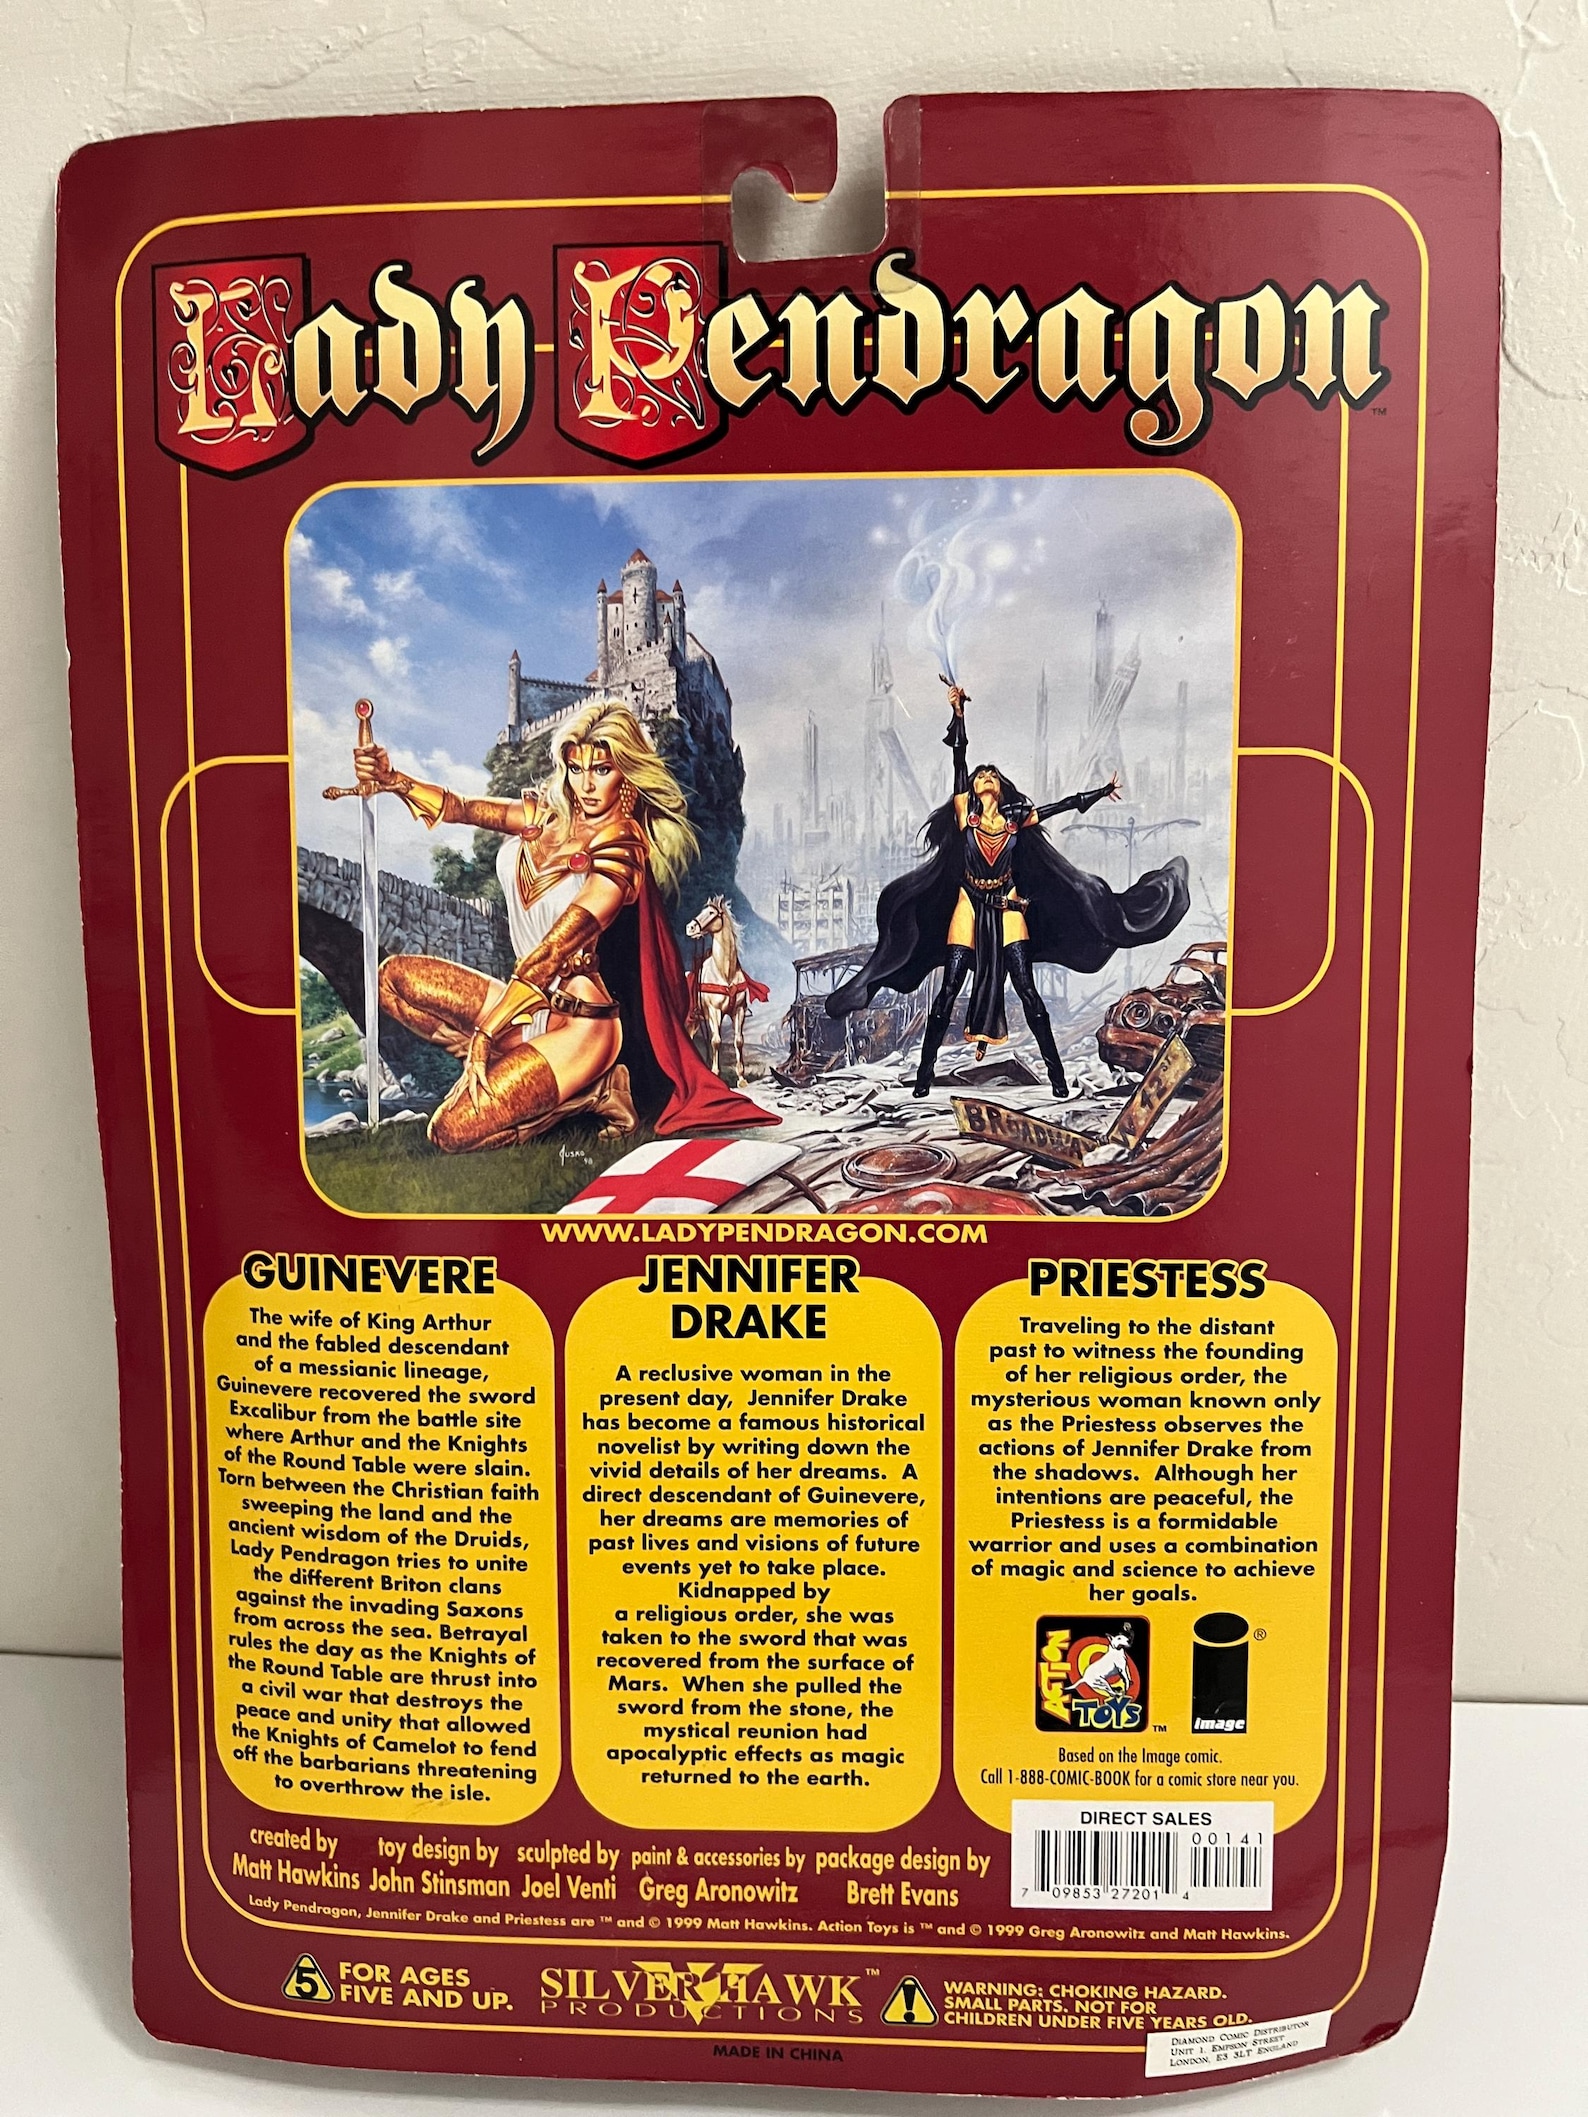 Lady Pendragon
TM
Jusko
98
BROADWAY
W 42
WWW.LADYPENDRAGON.COM
GUINEVERE
The wife of King Arthur
and the fabled descendant
of a messianic lineage,
Guinevere recovered the sword
Excalibur from the battle site
where Arthur and the Knights
of the Round Table were slain.
Torn between the Christian faith
sweeping the land and the
ancient wisdom of the Druids,
Lady Pendragon tries to unite
the different Briton clans
against the invading Saxons
from across the sea. Betrayal
rules the day as the Knights of
the Round Table are thrust into
a civil war that destroys the
peace and unity that allowed
the Knights of Camelot to fend
off the barbarians threatening
to overthrow the isle.
JENNIFER
DRAKE
A reclusive woman in the
present day, Jennifer Drake
has become a famous historical
novelist by writing down the
vivid details of her dreams. A
direct descendant of Guinevere,
her dreams are memories of
past lives and visions of future
events yet to take place.
Kidnapped by
a religious order, she was
taken to the sword that was
recovered from the surface of
Mars. When she pulled the
sword from the stone, the
mystical reunion had
apocalyptic effects as magic
returned to the earth.
PRIESTESS
Traveling to the distant
past to witness the founding
of her religious order, the
mysterious woman known only
as the Priestess observes the
actions of Jennifer Drake from
the shadows. Although her
intentions are peaceful, the
Priestess is a formidable
warrior and uses a combination
of magic and science to achieve
her goals.
ACTION
TOYS
TM
image
®
Based on the Image comic.
Call 1-888-COMIC-BOOK for a comic store near you.
DIRECT SALES
00141
7 09853 27201 4
created by
Matt Hawkins
toy design by
John Stinsman
sculpted by
Joel Venti
paint & accessories by
Greg Aronowitz
package design by
Brett Evans
Lady Pendragon, Jennifer Drake and Priestess are ™ and © 1999 Matt Hawkins. Action Toys is ™ and © 1999 Greg Aronowitz and Matt Hawkins.
5
FOR AGES
FIVE AND UP.
SILVERHAWK™
PRODUCTIONS
!
WARNING: CHOKING HAZARD.
SMALL PARTS. NOT FOR
CHILDREN UNDER FIVE YEARS OLD.
MADE IN CHINA
DIAMOND COMIC DISTRIBUTOR
UNIT 1, EMPSON STREET
LONDON, E3 3LT ENGLAND